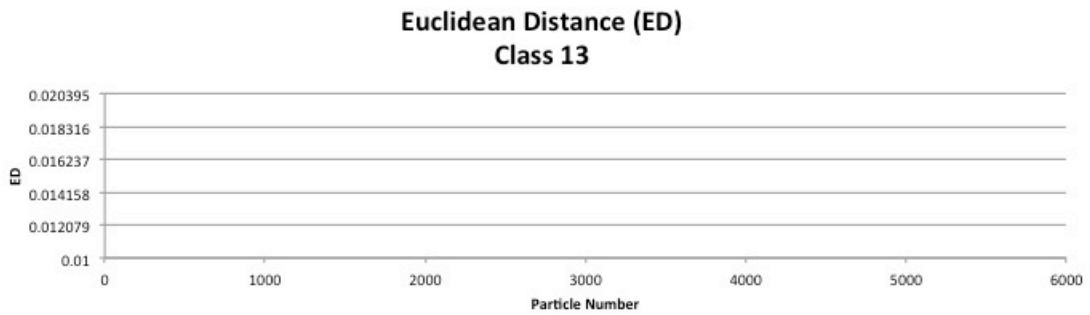 Euclidean Distance (ED)
Class 13
0.020395
0.018316
0.016237
0.014158
0.012079
0.01
ED
0 1000 2000 3000 4000 5000 6000
Particle Number